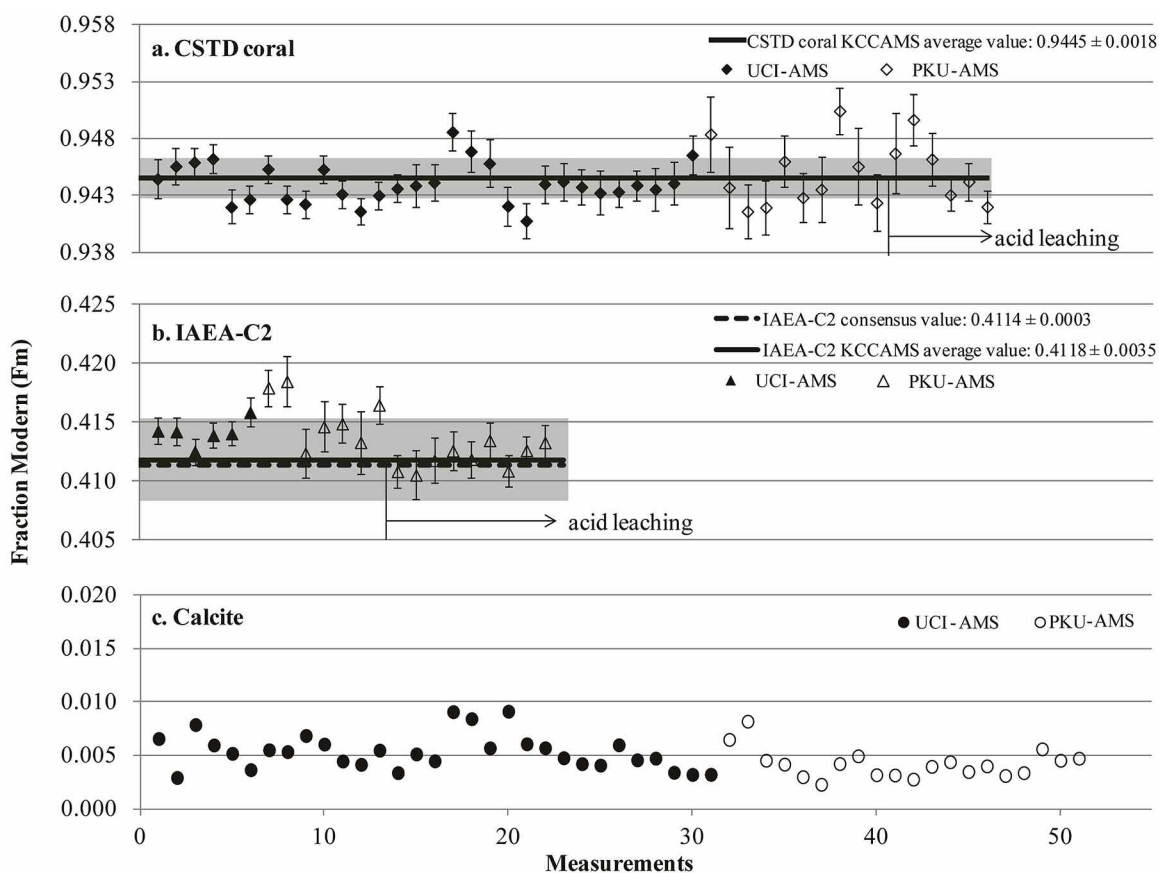 0.958
a. CSTD coral
CSTD coral KCCAMS average value: 0.9445 ± 0.0018
0.953
UCI-AMS PKU-AMS
0.948
0.943
acid leaching
0.938
0.425
b. IAEA-C2
IAEA-C2 consensus value: 0.4114 ± 0.0003
0.420
IAEA-C2 KCCAMS average value: 0.4118 ± 0.0035
UCI-AMS PKU-AMS
0.415
0.410
acid leaching
0.405
Fraction Modern (Fm)
0.020
c. Calcite
UCI-AMS PKU-AMS
0.015
0.010
0.005
0.000
0 10 20 30 40 50
Measurements